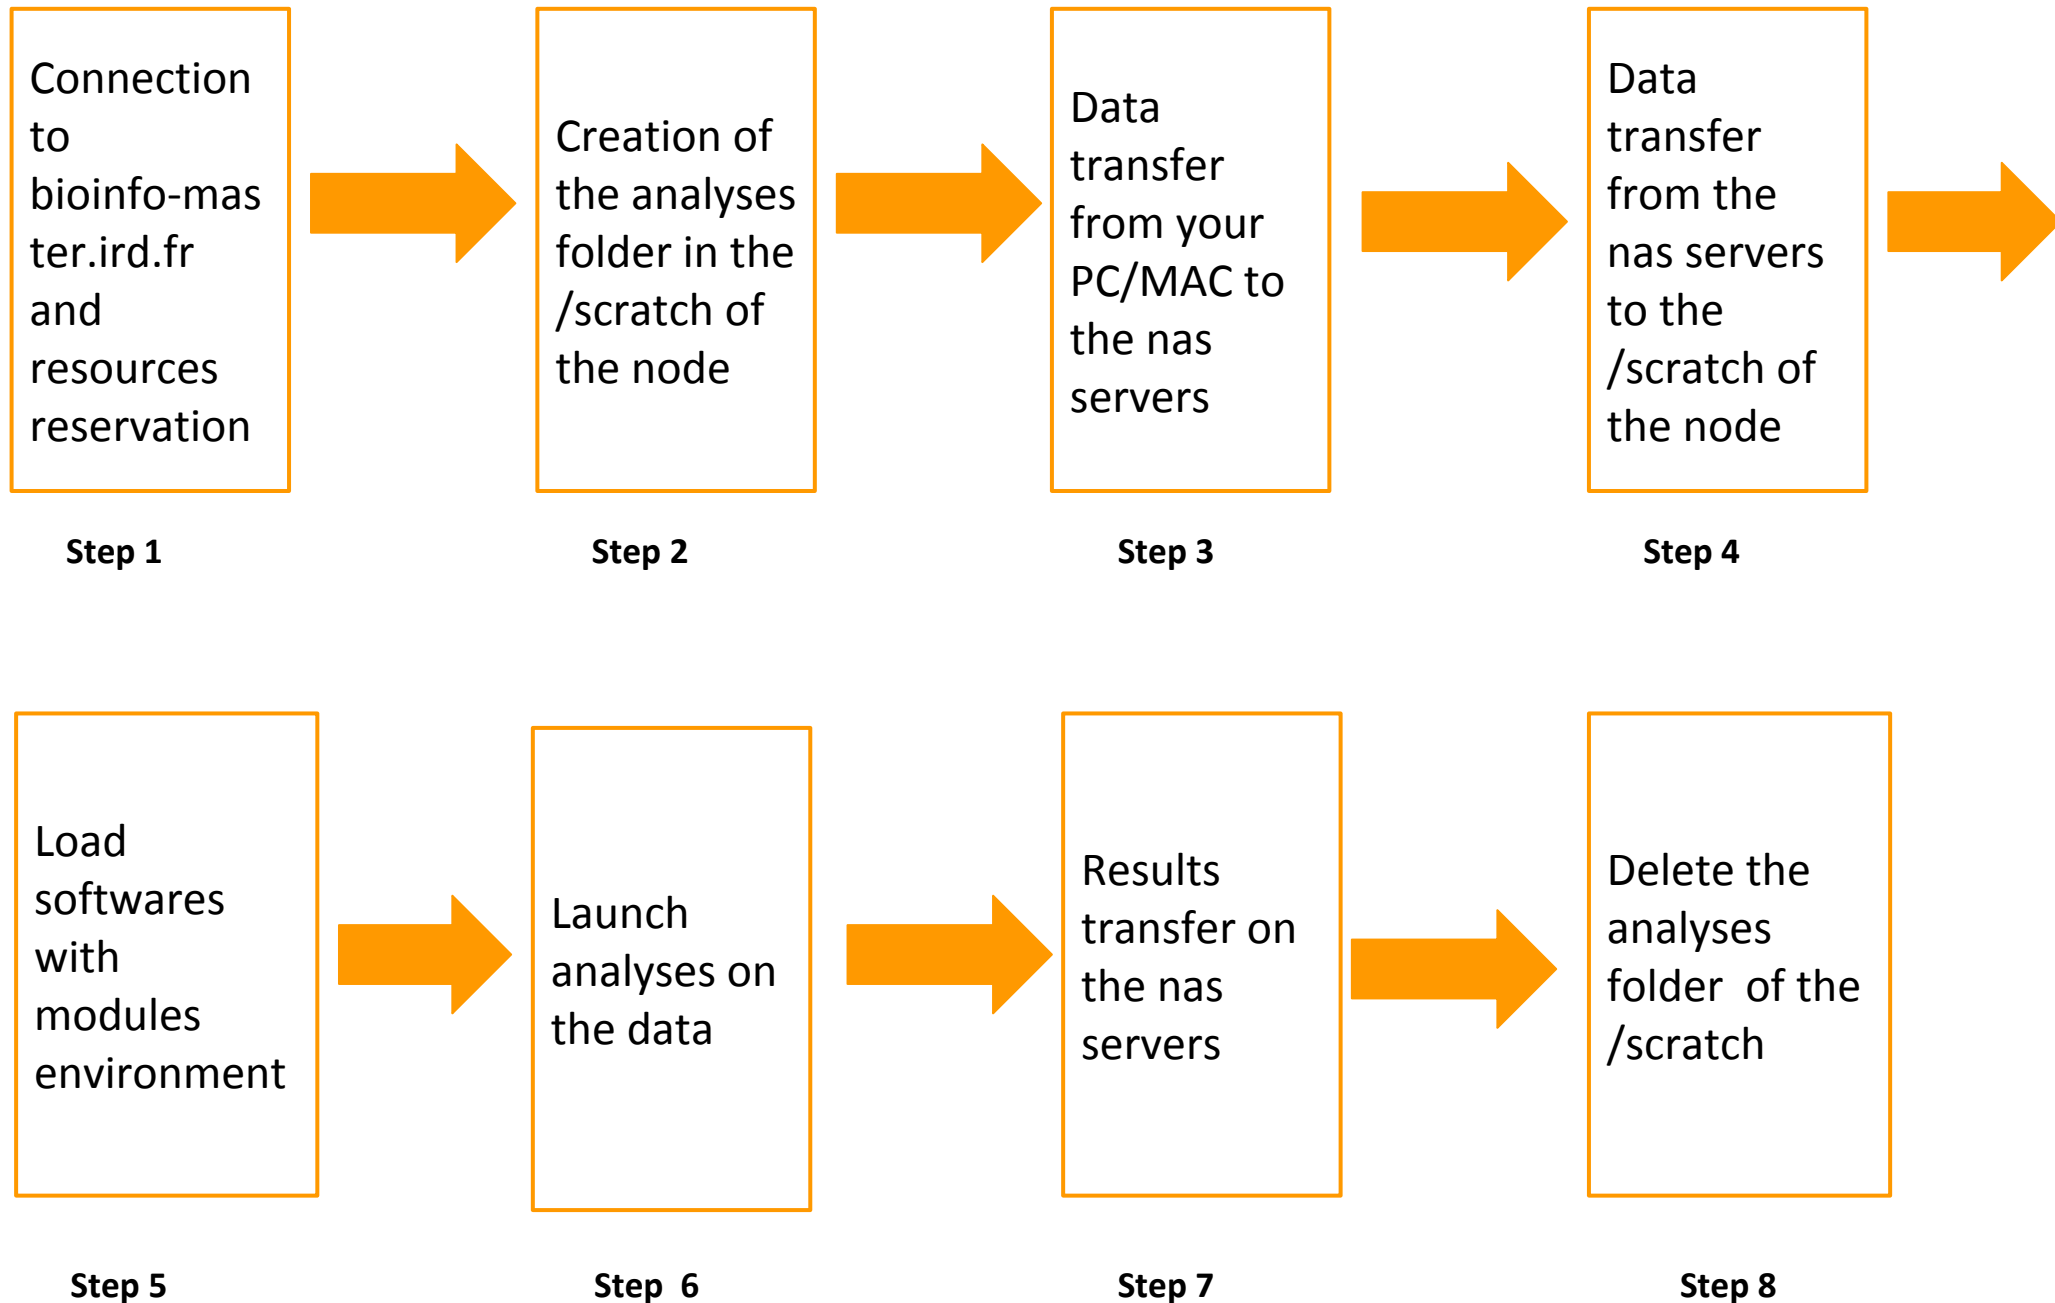 Connection
to
bioinfo-mas
ter.ird.fr
and
resources
reservation
Creation of
the analyses
folder in the
/scratch of
the node
Data
transfer
from your
PC/MAC to
the nas
servers
Data
transfer
from the
nas servers
to the
/scratch of
the node
Step 1
Step 2
Step 3
Step 4
Load
softwares
with
modules
environment
Launch
analyses on
the data
Results
transfer on
the nas
servers
Delete the
analyses
folder  of the
/scratch
Step 5
Step  6
Step 7
Step 8